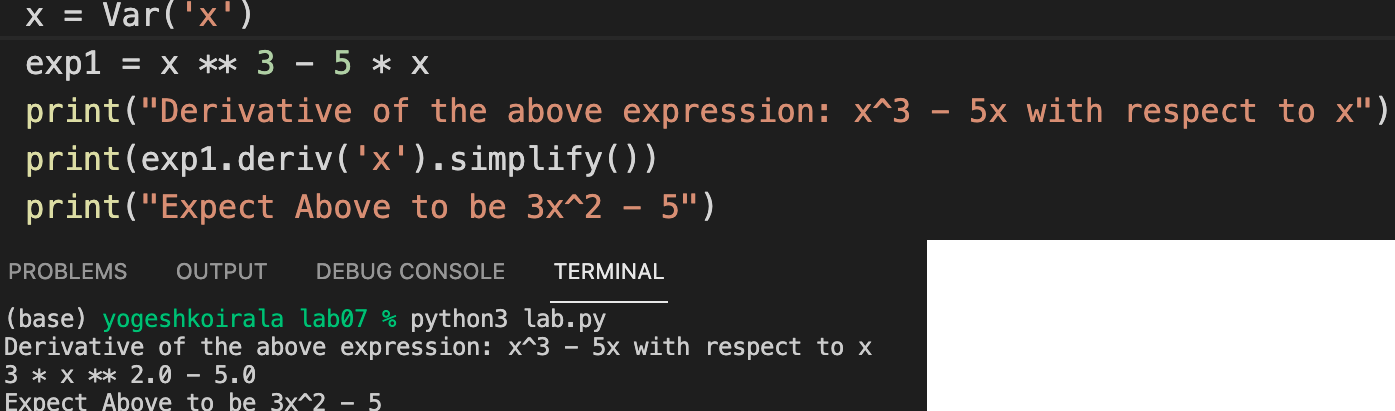 x = Var('x')
exp1 = x ** 3 - 5 * x
print("Derivative of the above expression: x^3 - 5x with respect to x")
print(exp1.deriv('x').simplify())
print("Expect Above to be 3x^2 - 5")
PROBLEMS OUTPUT DEBUG CONSOLE TERMINAL
(base) yogeshkoirala lab07 % python3 lab.py
Derivative of the above expression: x^3 - 5x with respect to x
3 * x ** 2.0 - 5.0
Expect Above to be 3x^2 - 5